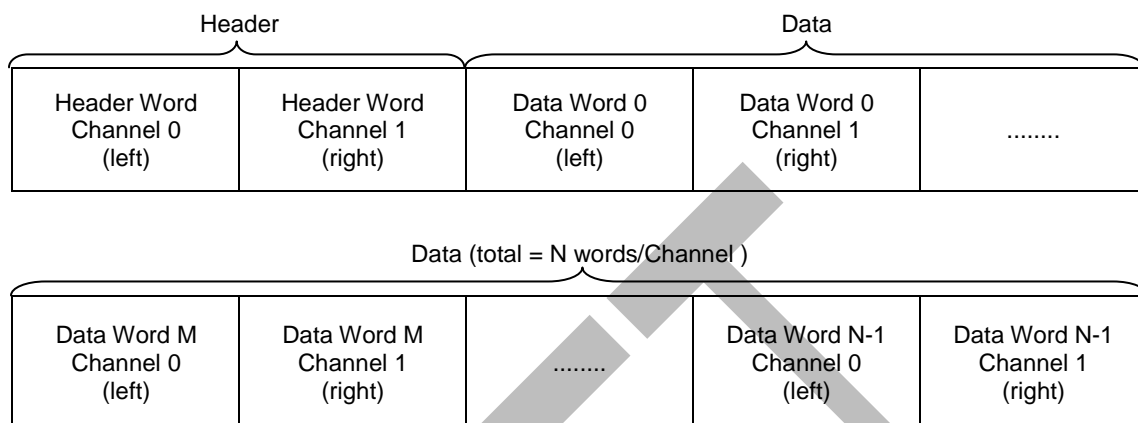 Header Data
Header Word Channel 0 (left)
Header Word Channel 1 (right)
Data Word 0 Channel 0 (left)
Data Word 0 Channel 1 (right)
........
Data (total = N words/Channel )
Data Word M Channel 0 (left)
Data Word M Channel 1 (right)
........
Data Word N-1 Channel 0 (left)
Data Word N-1 Channel 1 (right)